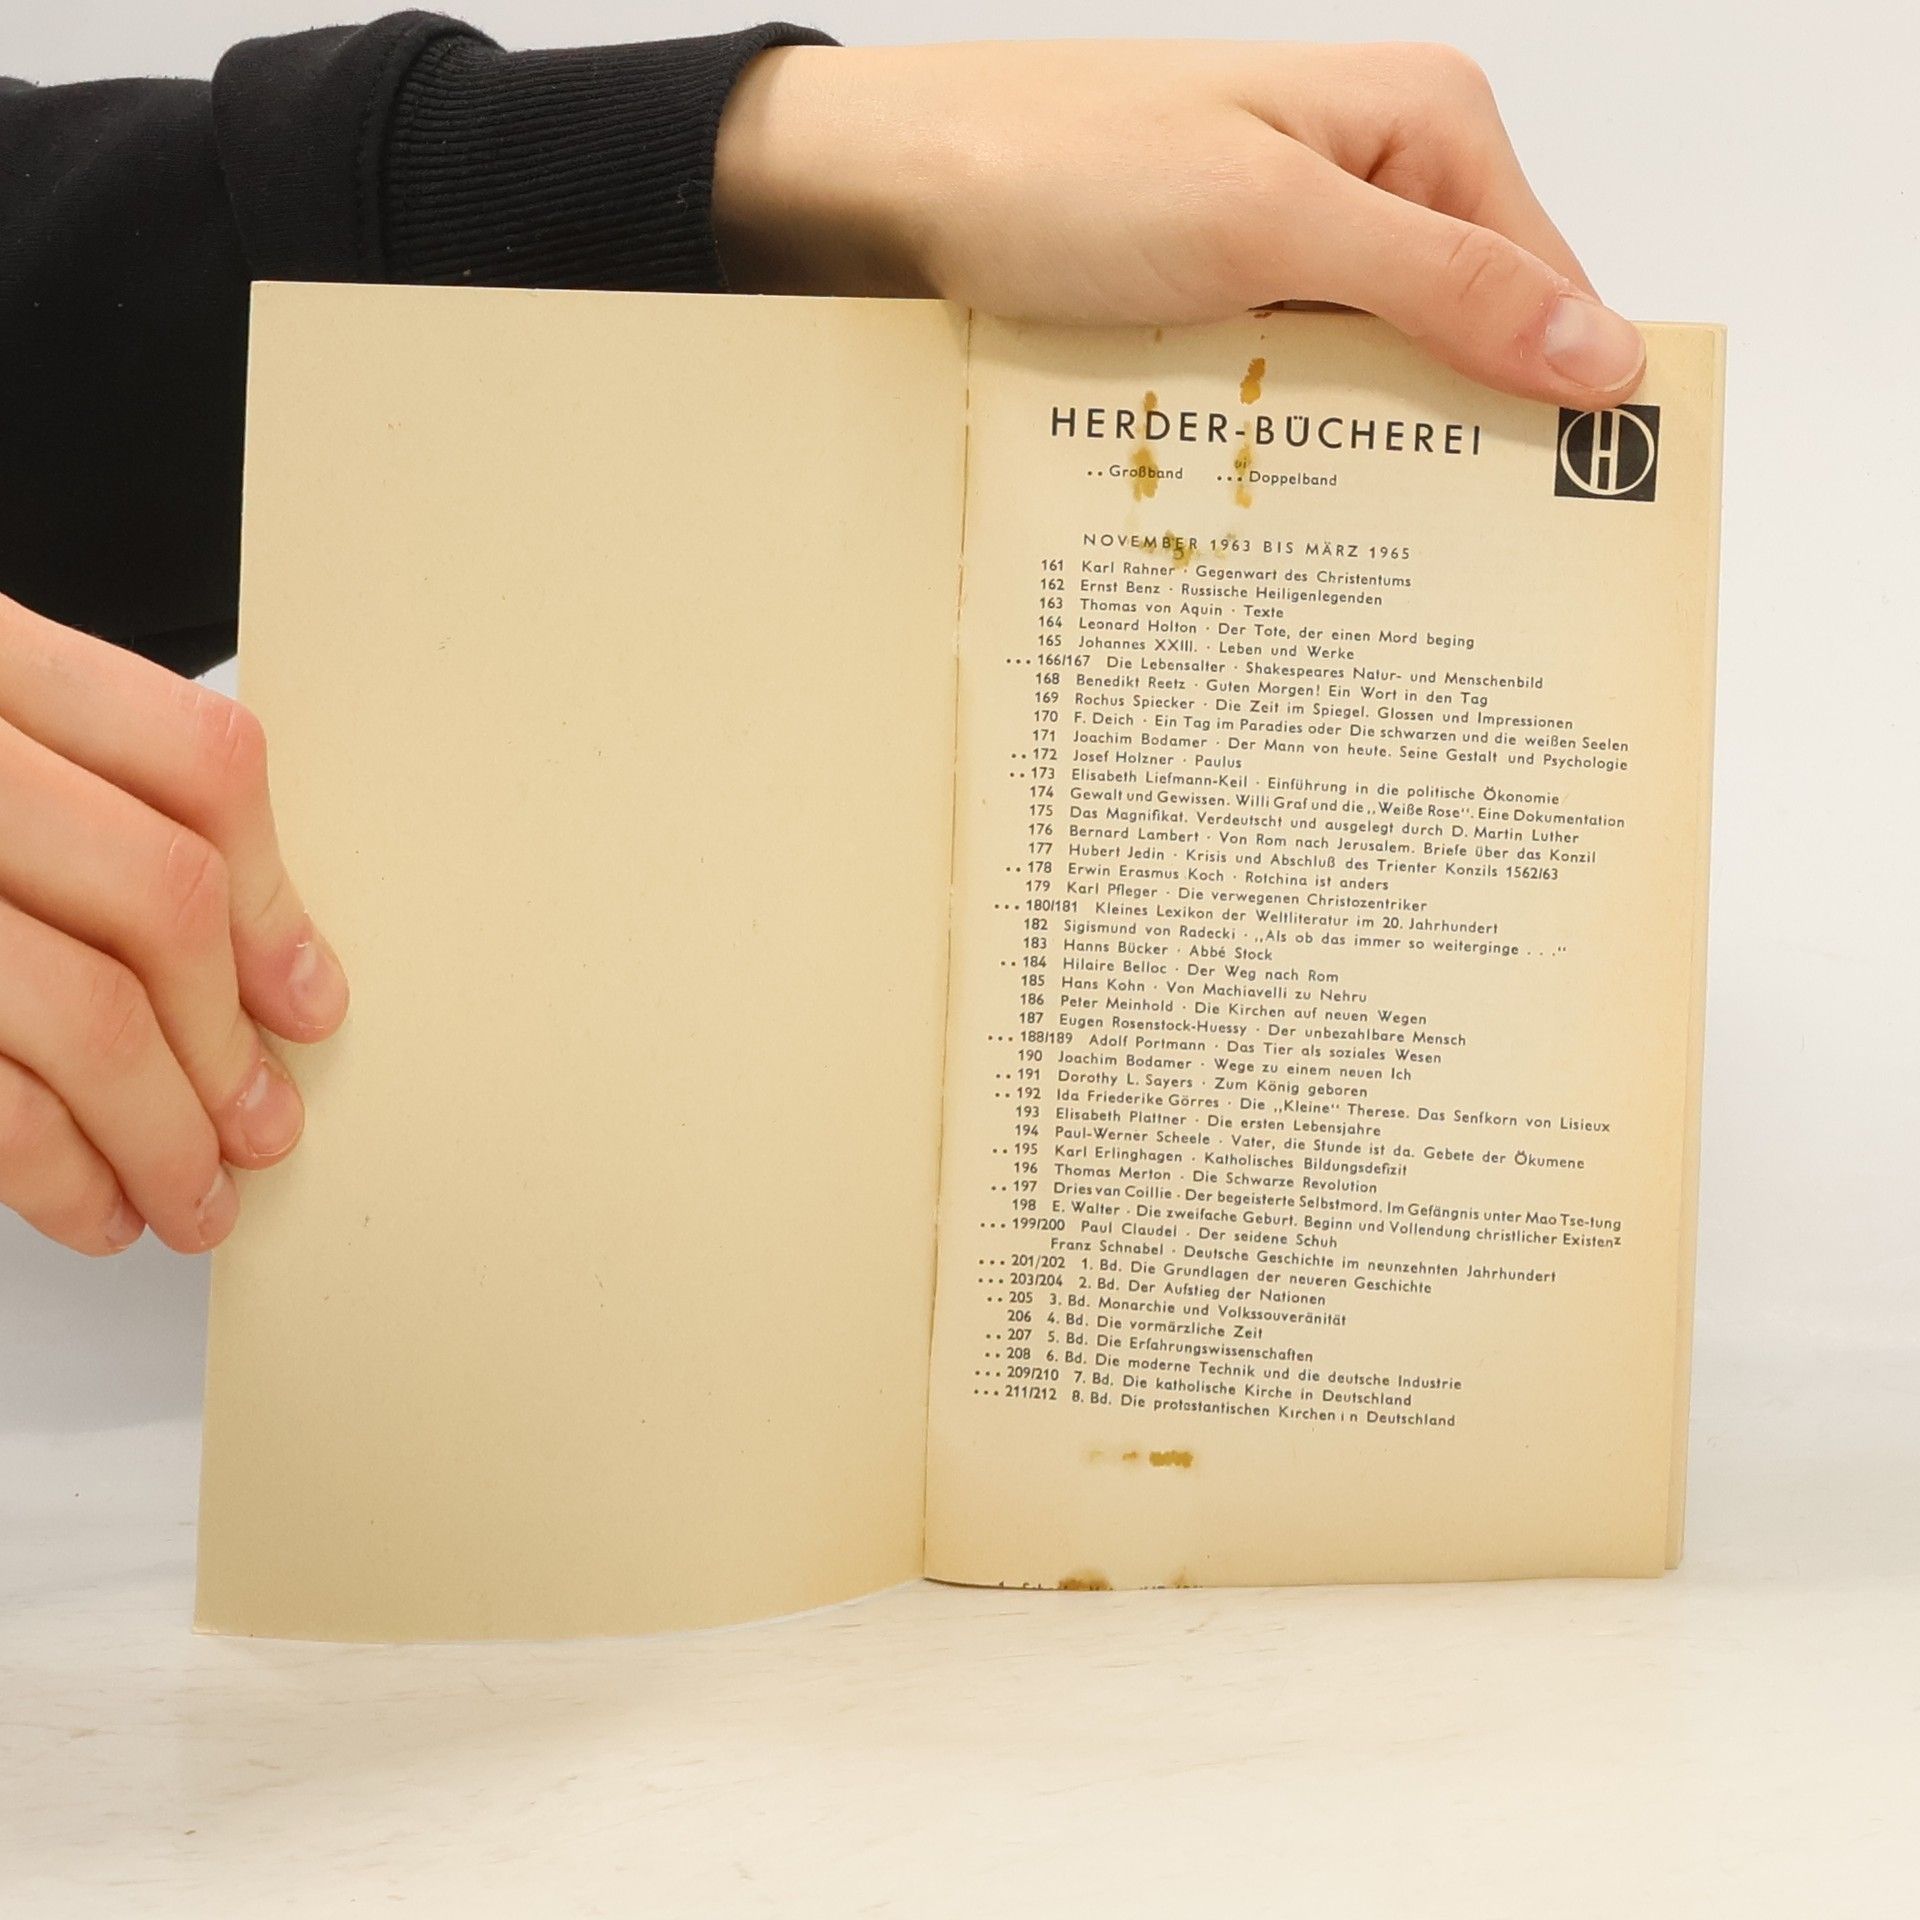 HERDER-BÜCHEREI
H
.. Großband ... Doppelband
NOVEMBER 1963 BIS MÄRZ 1965
161 Karl Rahner · Gegenwart des Christentums
162 Ernst Benz · Russische Heiligenlegenden
163 Thomas von Aquin · Texte
164 Leonard Holton · Der Tote, der einen Mord beging
165 Johannes XXIII. · Leben und Werke
... 166/167 Die Lebensalter · Shakespeares Natur- und Menschenbild
168 Benedikt Reetz · Guten Morgen! Ein Wort in den Tag
169 Rochus Spiecker · Die Zeit im Spiegel. Glossen und Impressionen
170 F. Deich · Ein Tag im Paradies oder Die schwarzen und die weißen Seelen
171 Joachim Bodamer · Der Mann von heute. Seine Gestalt und Psychologie
.. 172 Josef Holzner · Paulus
.. 173 Elisabeth Liefmann-Keil · Einführung in die politische Ökonomie
174 Gewalt und Gewissen. Willi Graf und die „Weiße Rose“. Eine Dokumentation
175 Das Magnifikat. Verdeutscht und ausgelegt durch D. Martin Luther
176 Bernard Lambert · Von Rom nach Jerusalem. Briefe über das Konzil
177 Hubert Jedin · Krisis und Abschluß des Trienter Konzils 1562/63
.. 178 Erwin Erasmus Koch · Rotchina ist anders
179 Karl Pfleger · Die verwegenen Christozentriker
... 180/181 Kleines Lexikon der Weltliteratur im 20. Jahrhundert
182 Sigismund von Radecki · „Als ob das immer so weiterginge . . .“
183 Hanns Bücker · Abbé Stock
.. 184 Hilaire Belloc · Der Weg nach Rom
185 Hans Kohn · Von Machiavelli zu Nehru
186 Peter Meinhold · Die Kirchen auf neuen Wegen
187 Eugen Rosenstock-Huessy · Der unbezahlbare Mensch
... 188/189 Adolf Portmann · Das Tier als soziales Wesen
190 Joachim Bodamer · Wege zu einem neuen Ich
.. 191 Dorothy L. Sayers · Zum König geboren
.. 192 Ida Friederike Görres · Die „Kleine“ Therese. Das Senfkorn von Lisieux
193 Elisabeth Plattner · Die ersten Lebensjahre
194 Paul-Werner Scheele · Vater, die Stunde ist da. Gebete der Ökumene
.. 195 Karl Erlinghagen · Katholisches Bildungsdefizit
196 Thomas Merton · Die Schwarze Revolution
.. 197 Dries van Coillie · Der begeisterte Selbstmord. Im Gefängnis unter Mao Tse-tung
198 E. Walter · Die zweifache Geburt. Beginn und Vollendung christlicher Existenz
... 199/200 Paul Claudel · Der seidene Schuh
Franz Schnabel · Deutsche Geschichte im neunzehnten Jahrhundert
... 201/202 1. Bd. Die Grundlagen der neueren Geschichte
... 203/204 2. Bd. Der Aufstieg der Nationen
.. 205 3. Bd. Monarchie und Volkssouveränität
206 4. Bd. Die vormärzliche Zeit
.. 207 5. Bd. Die Erfahrungswissenschaften
.. 208 6. Bd. Die moderne Technik und die deutsche Industrie
... 209/210 7. Bd. Die katholische Kirche in Deutschland
... 211/212 8. Bd. Die protestantischen Kirchen in Deutschland